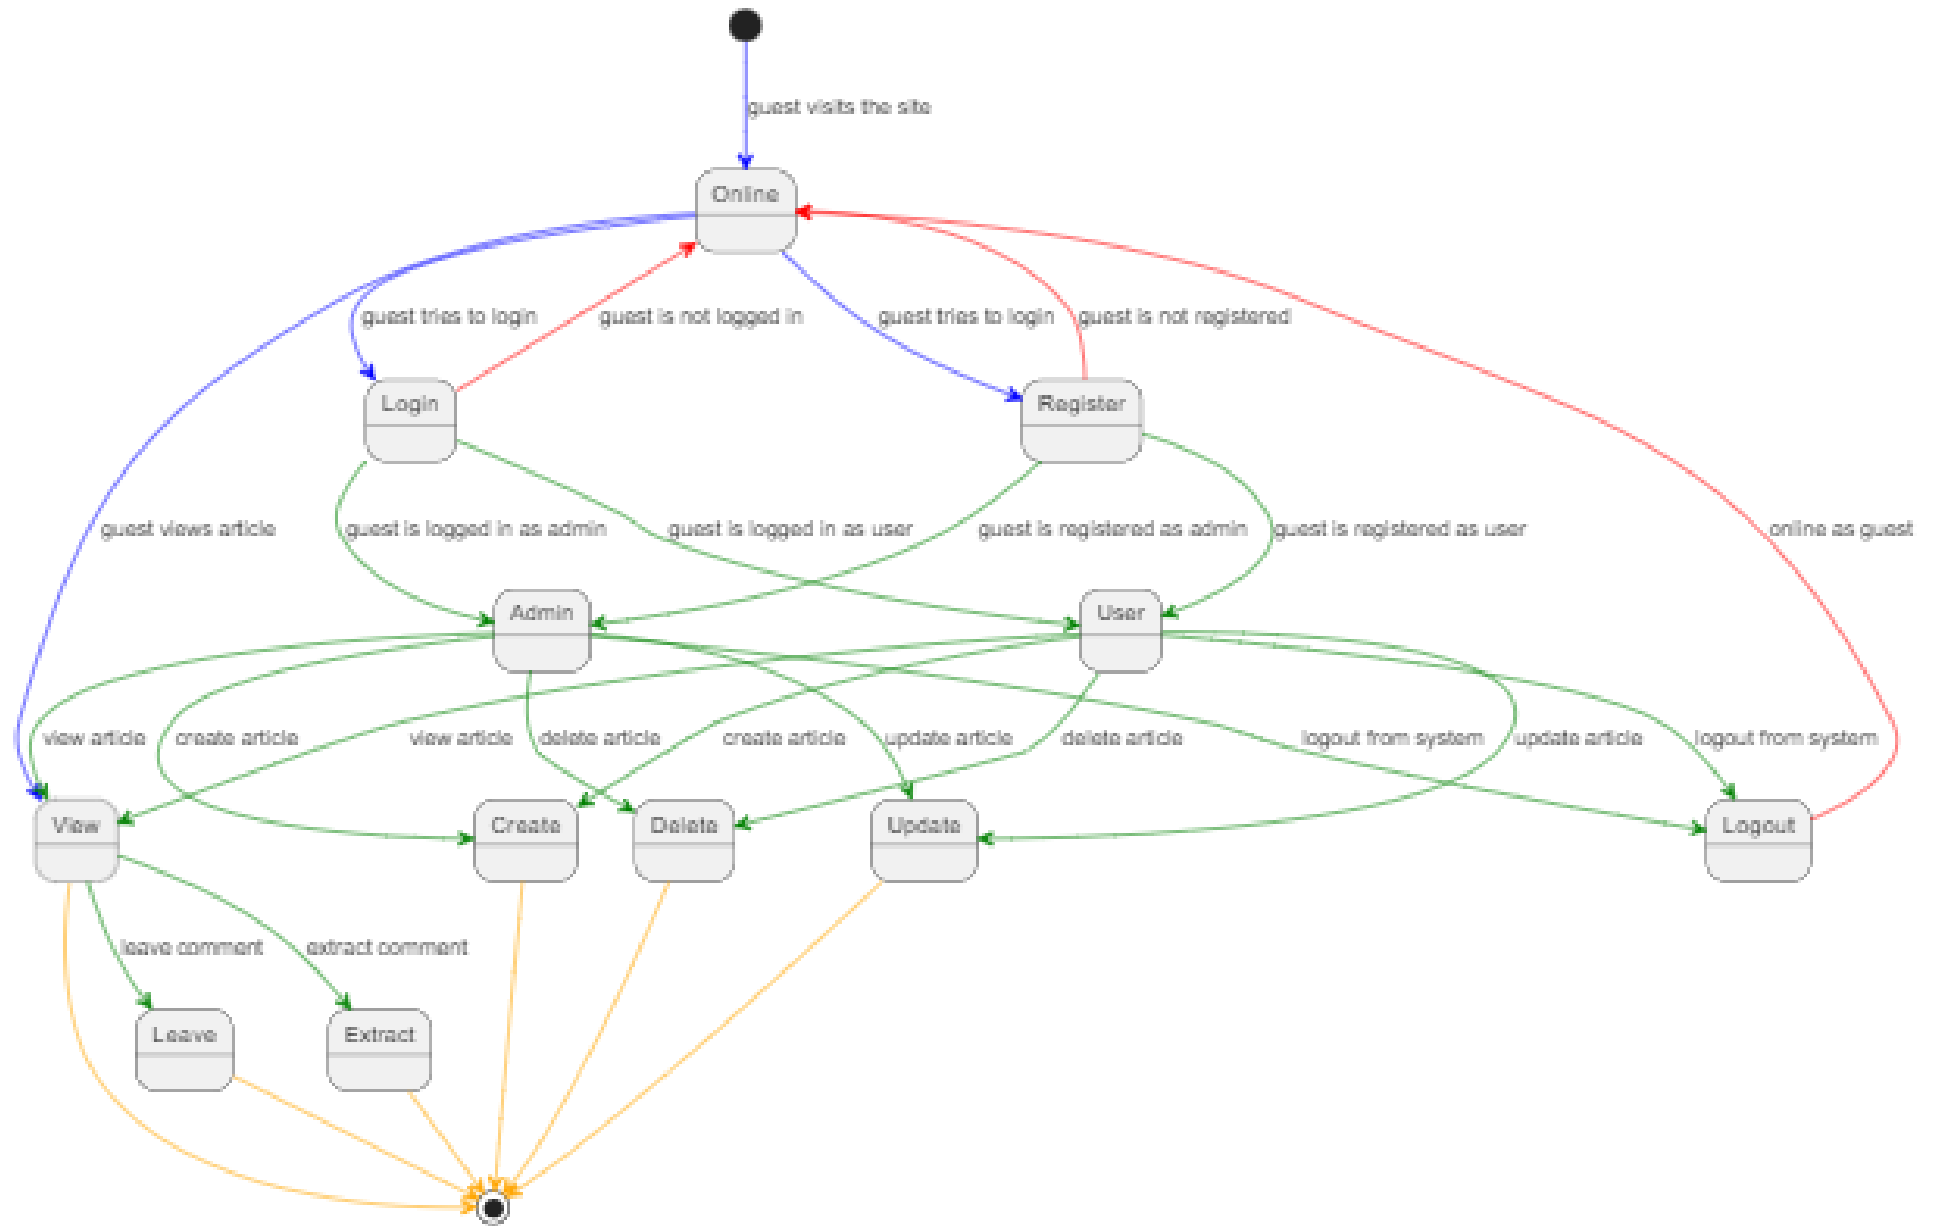 guest visits the site
Online
guest tries to login
guest is not logged in
guest tries to login
guest is not registered
Login
Register
guest views article
guest is logged in as admin
guest is logged in as user
guest is registered as admin
guest is registered as user
online as guest
Admin
User
view article
create article
view article
delete article
create article
update article
delete article
logout from system
update article
logout from system
View
Create
Delete
Update
Logout
leave comment
extract comment
Leave
Extract